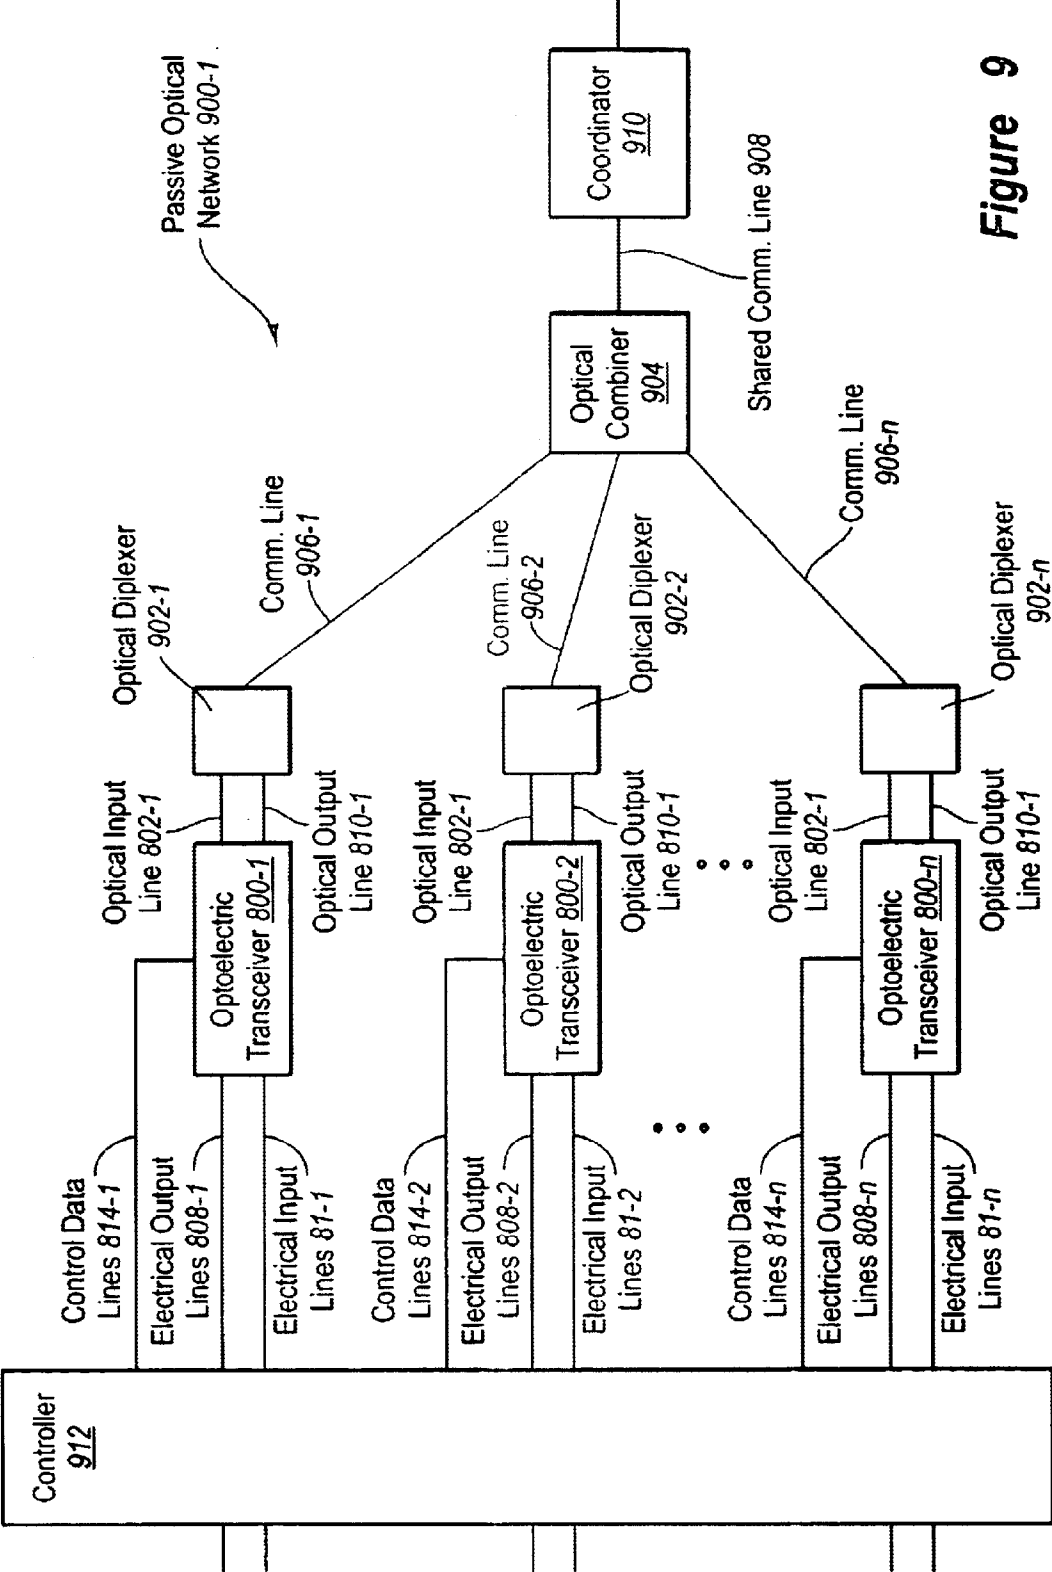 Passive Optical
Network 900-1
Controller
912
Control Data
Lines 814-1
Electrical Output
Lines 808-1
Electrical Input
Lines 81-1
Optoelectric
Transceiver 800-1
Optical Input
Line 802-1
Optical Output
Line 810-1
Optical Diplexer
902-1
Comm. Line
906-1
Control Data
Lines 814-2
Electrical Output
Lines 808-2
Electrical Input
Lines 81-2
Optoelectric
Transceiver 800-2
Optical Input
Line 802-1
Optical Output
Line 810-1
Optical Diplexer
902-2
Comm. Line
906-2
Control Data
Lines 814-n
Electrical Output
Lines 808-n
Electrical Input
Lines 81-n
Optoelectric
Transceiver 800-n
Optical Input
Line 802-1
Optical Output
Line 810-1
Optical Diplexer
902-n
Comm. Line
906-n
Optical
Combiner
904
Shared Comm. Line 908
Coordinator
910
Figure 9